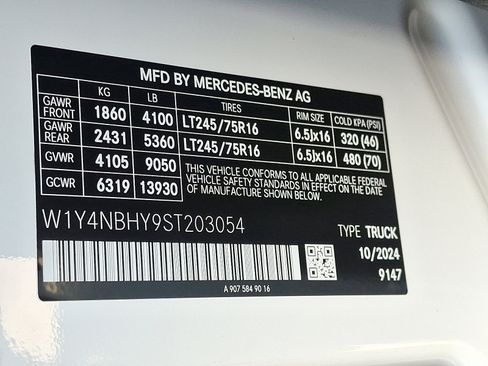 MFD BY MERCEDES-BENZ AG
KG LB TIRES RIM SIZE COLD KPA (PSI)
GAWR FRONT 1860 4100 LT245/75R16 6.5Jx16 320 (46)
GAWR REAR 2431 5360 LT245/75R16 6.5Jx16 480 (70)
GVWR 4105 9050 THIS VEHICLE CONFORMS TO ALL APPLICABLE FEDERAL
VEHICLE SAFETY STANDARDS IN EFFECT ON THE DATE
GCWR 6319 13930 OF MANUFACTURE SHOWN BELOW.
W1Y4NBHY9ST203054
TYPE TRUCK
10/2024
9147
A 907 584 90 16